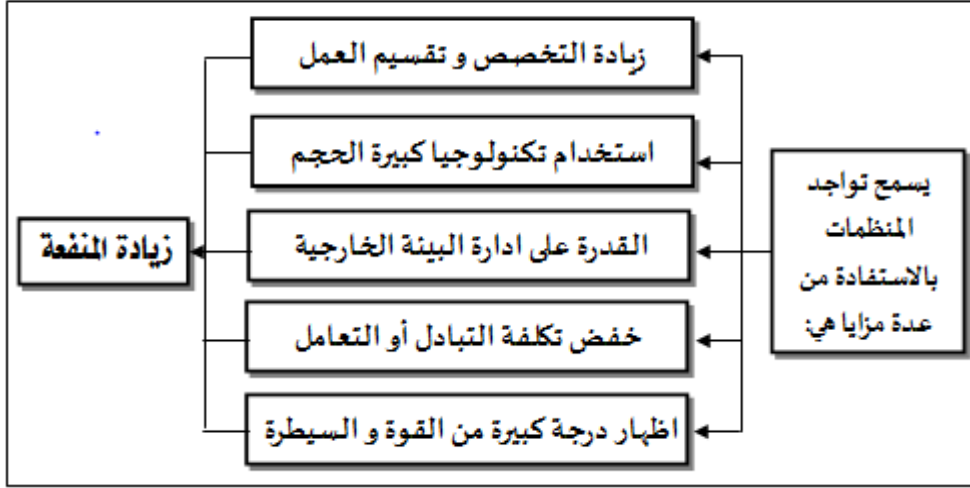 يسمح تواجد
المنظمات
بالاستفادة من
عدة مزايا هي:
زيادة التخصص و تقسيم العمل
استخدام تكنولوجيا كبيرة الحجم
القدرة على ادارة البيئة الخارجية
خفض تكلفة التبادل أو التعامل
اظهار درجة كبيرة من القوة و السيطرة
زيادة المنفعة